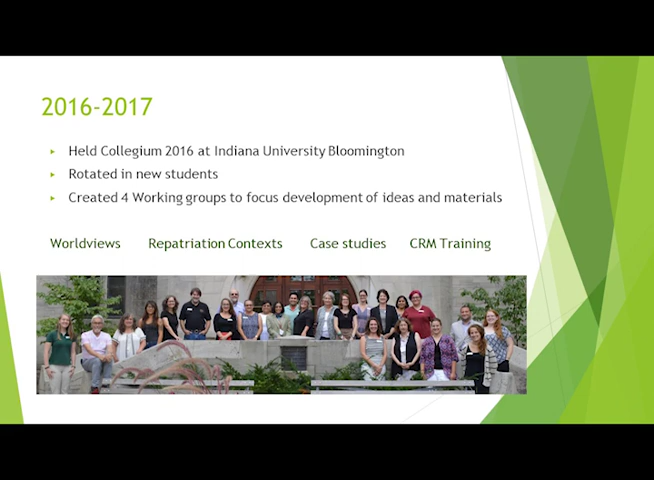 2016-2017
Held Collegium 2016 at Indiana University Bloomington
Rotated in new students
Created 4 Working groups to focus development of ideas and materials
Worldviews Repatriation Contexts Case studies CRM Training